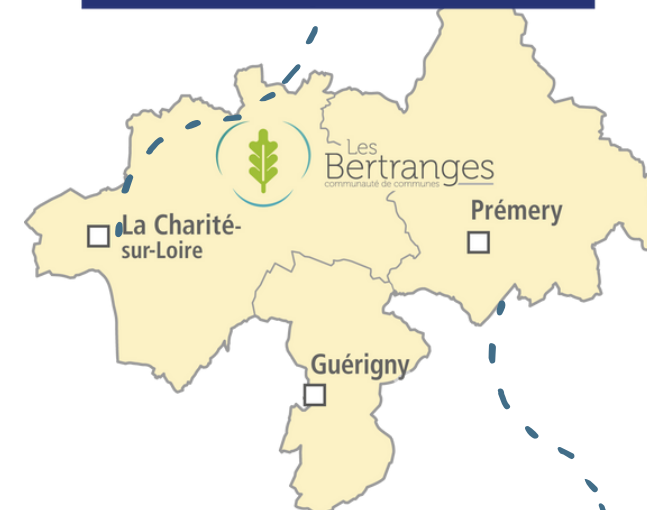 Les
Bertranges
communauté de communes
Prémery
La Charité-
sur-Loire
Guérigny